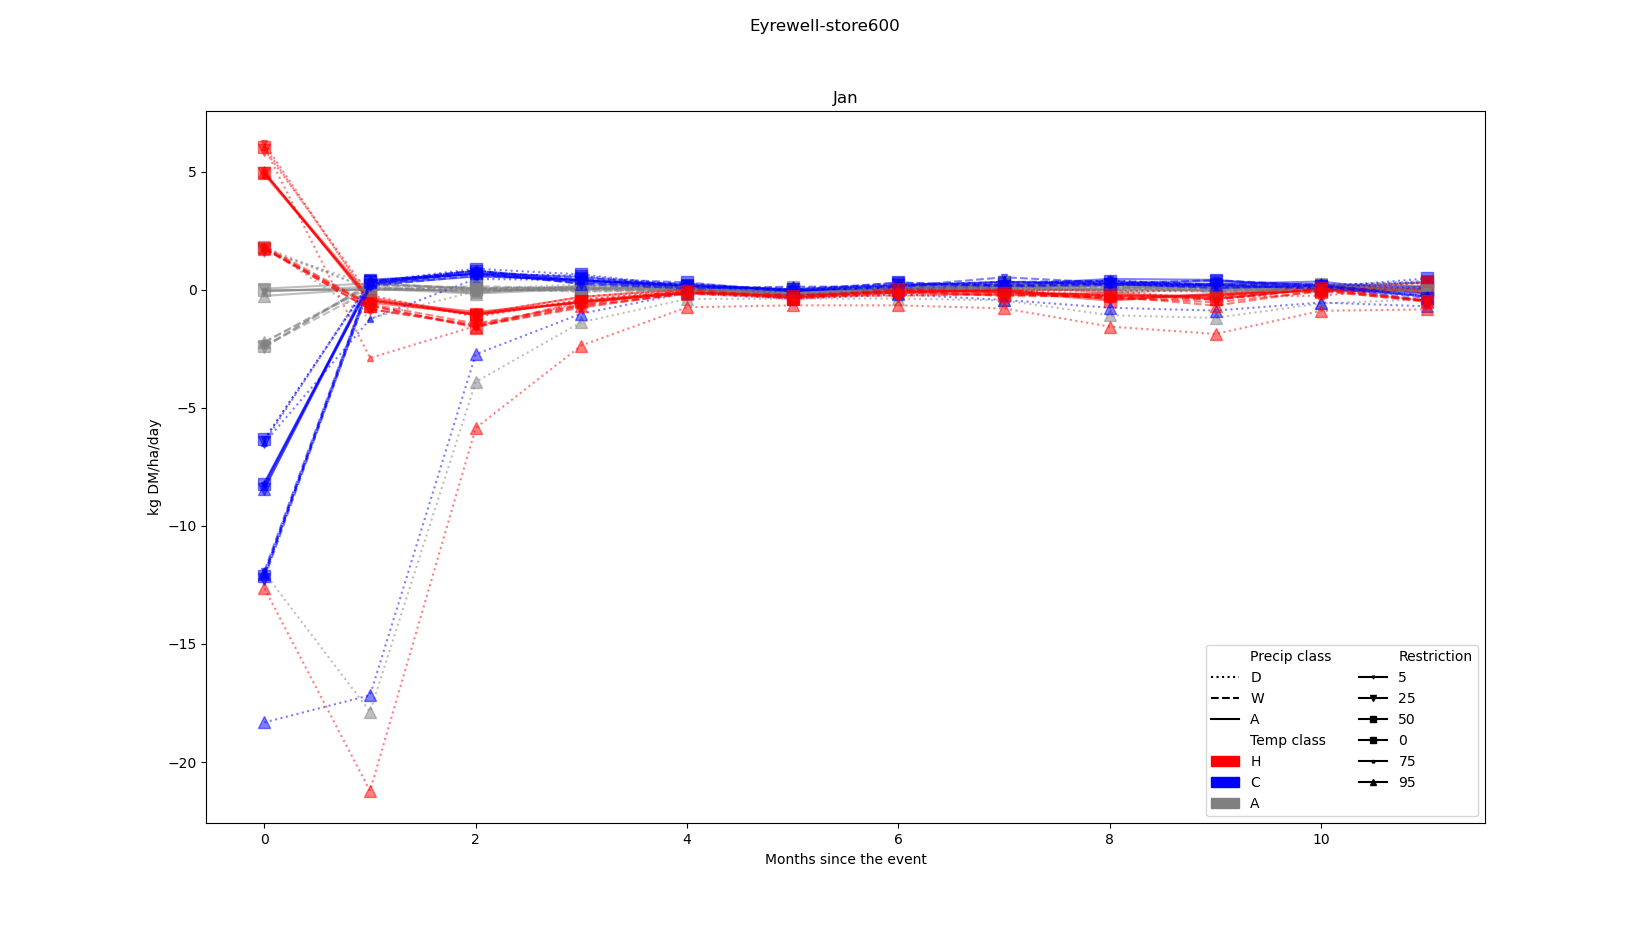 Eyrewell-store600
Jan
kg DM/ha/day
5
0
−5
−10
−15
−20
0 2 4 6 8 10
Months since the event
Precip class
D
W
A
Temp class
H
C
A
Restriction
5
25
50
0
75
95